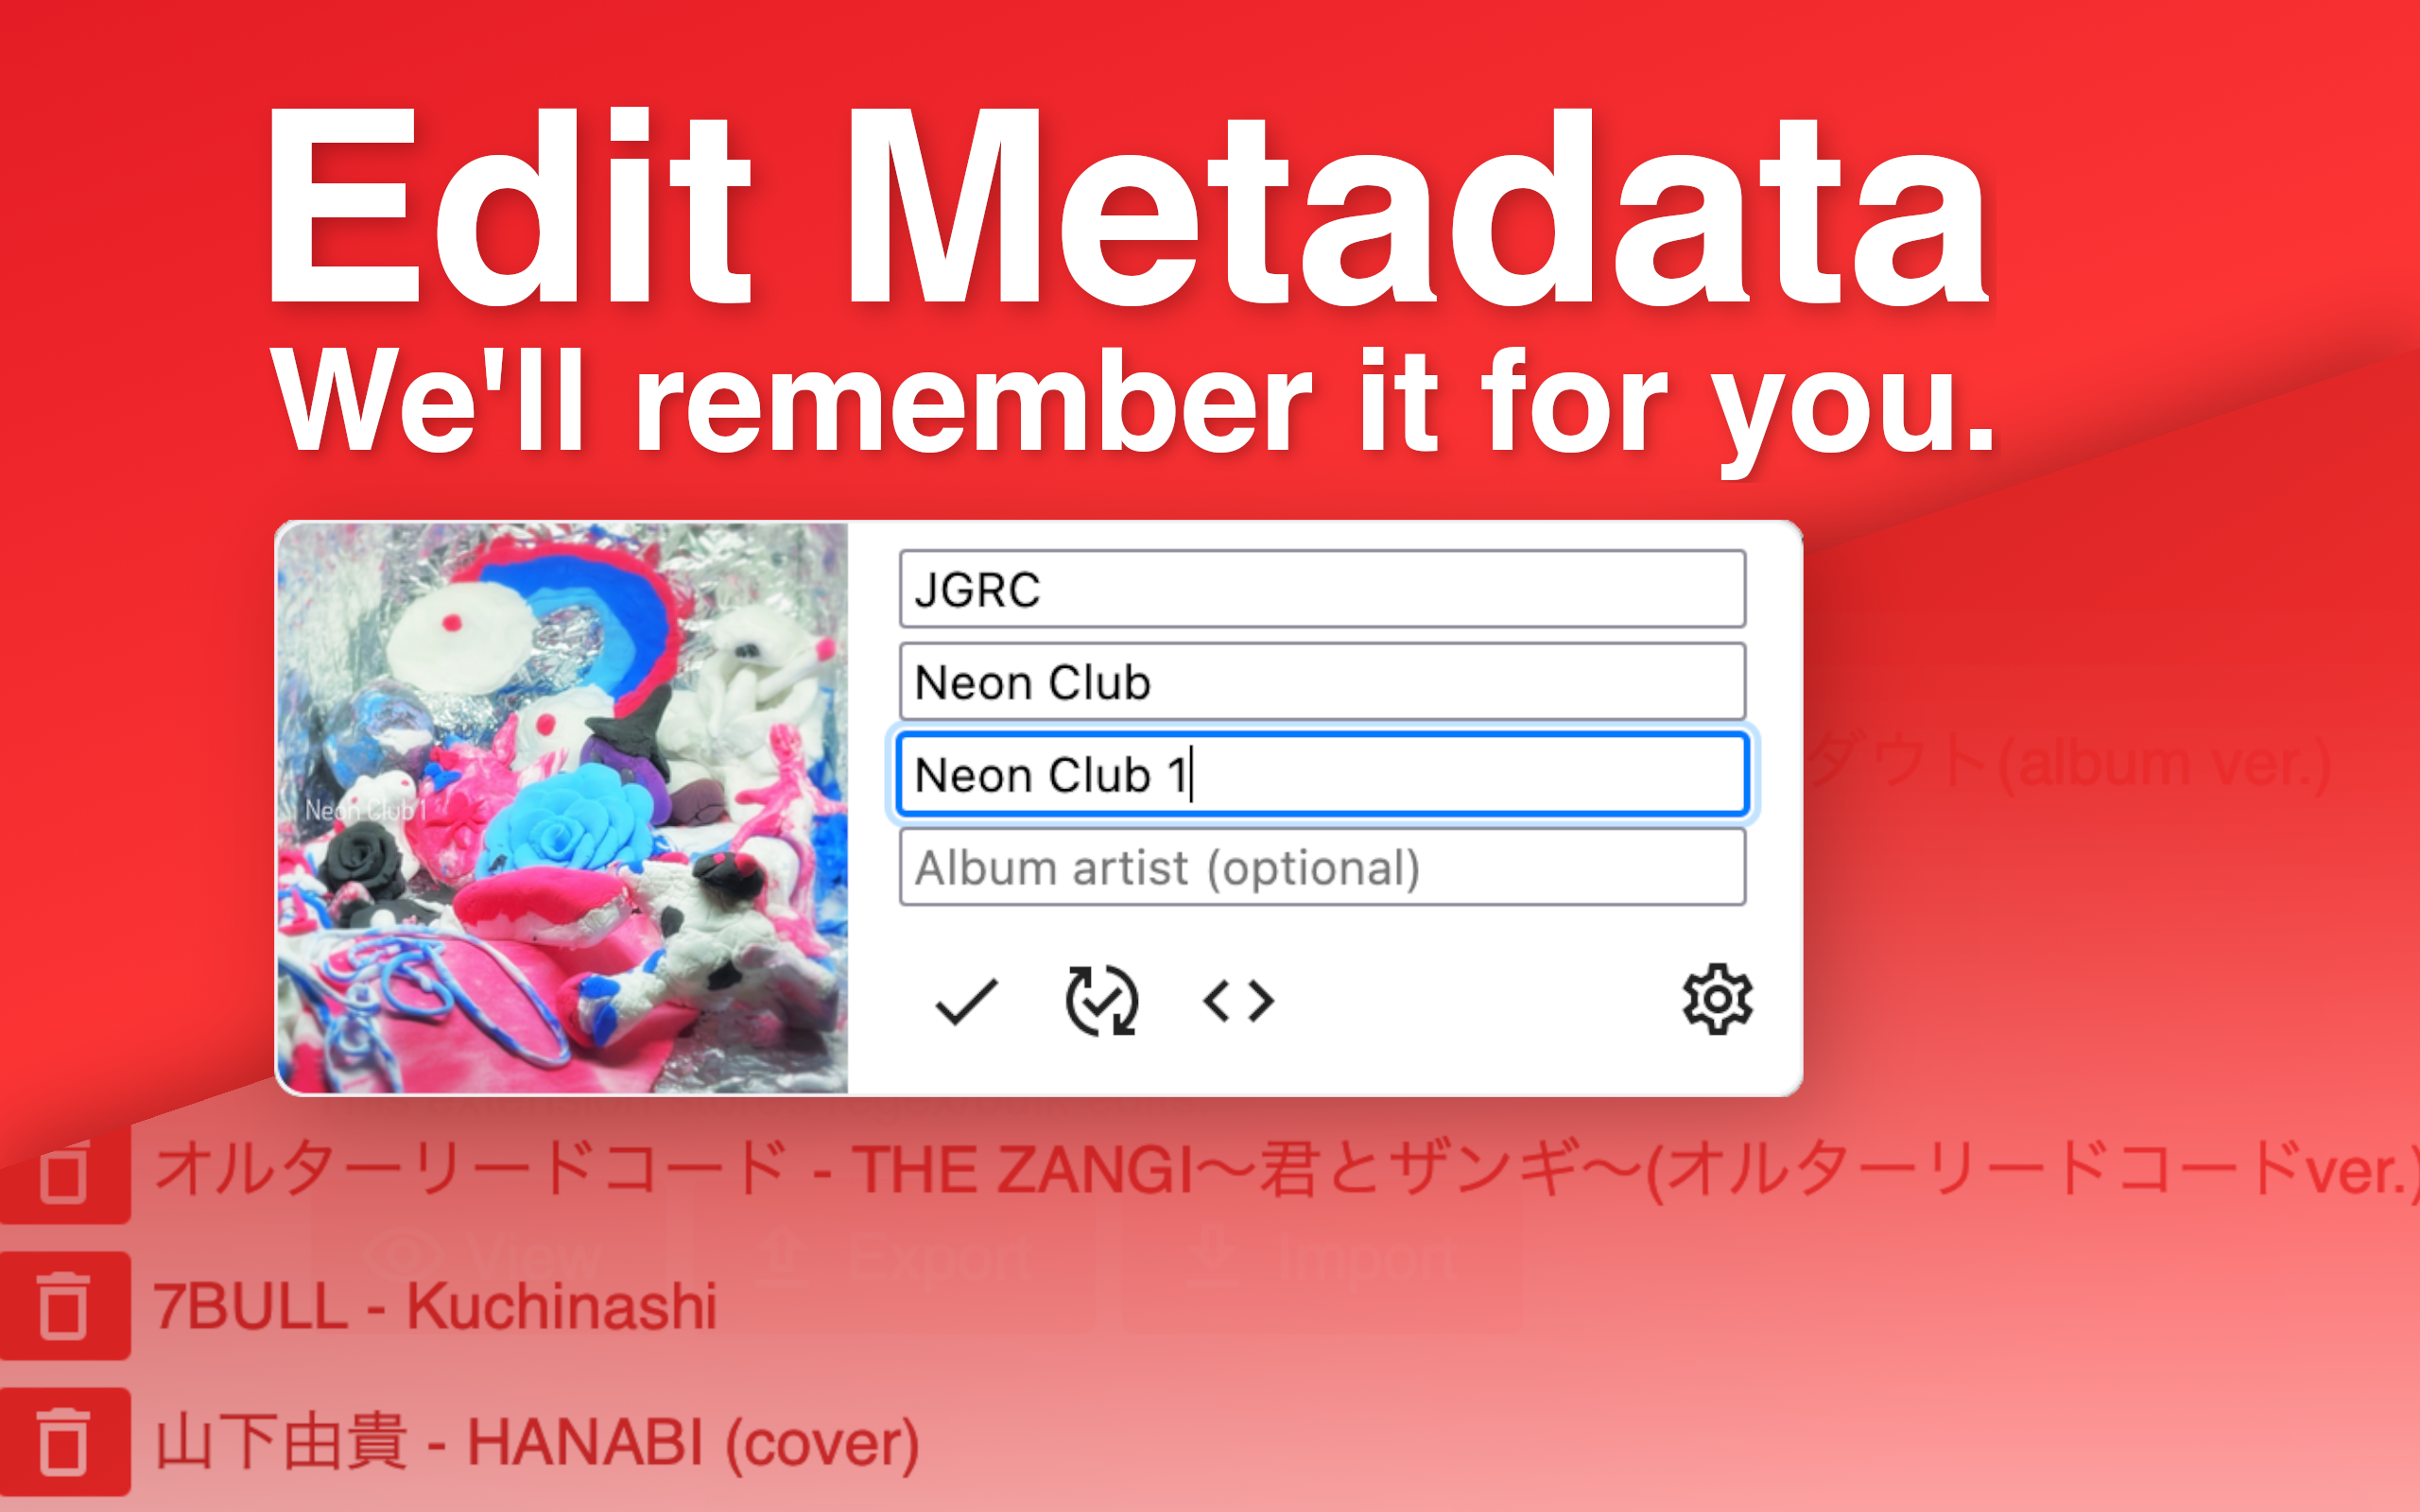 Edit Metadata
We'll remember it for you.
JGRC
Neon Club
Neon Club 1
Album artist (optional)
Neon Club 1
ダウト(album ver.)
オルターリードコード - THE ZANGI〜君とザンギ〜(オルターリードコードver.)
View Export Import
7BULL - Kuchinashi
山下由貴 - HANABI (cover)